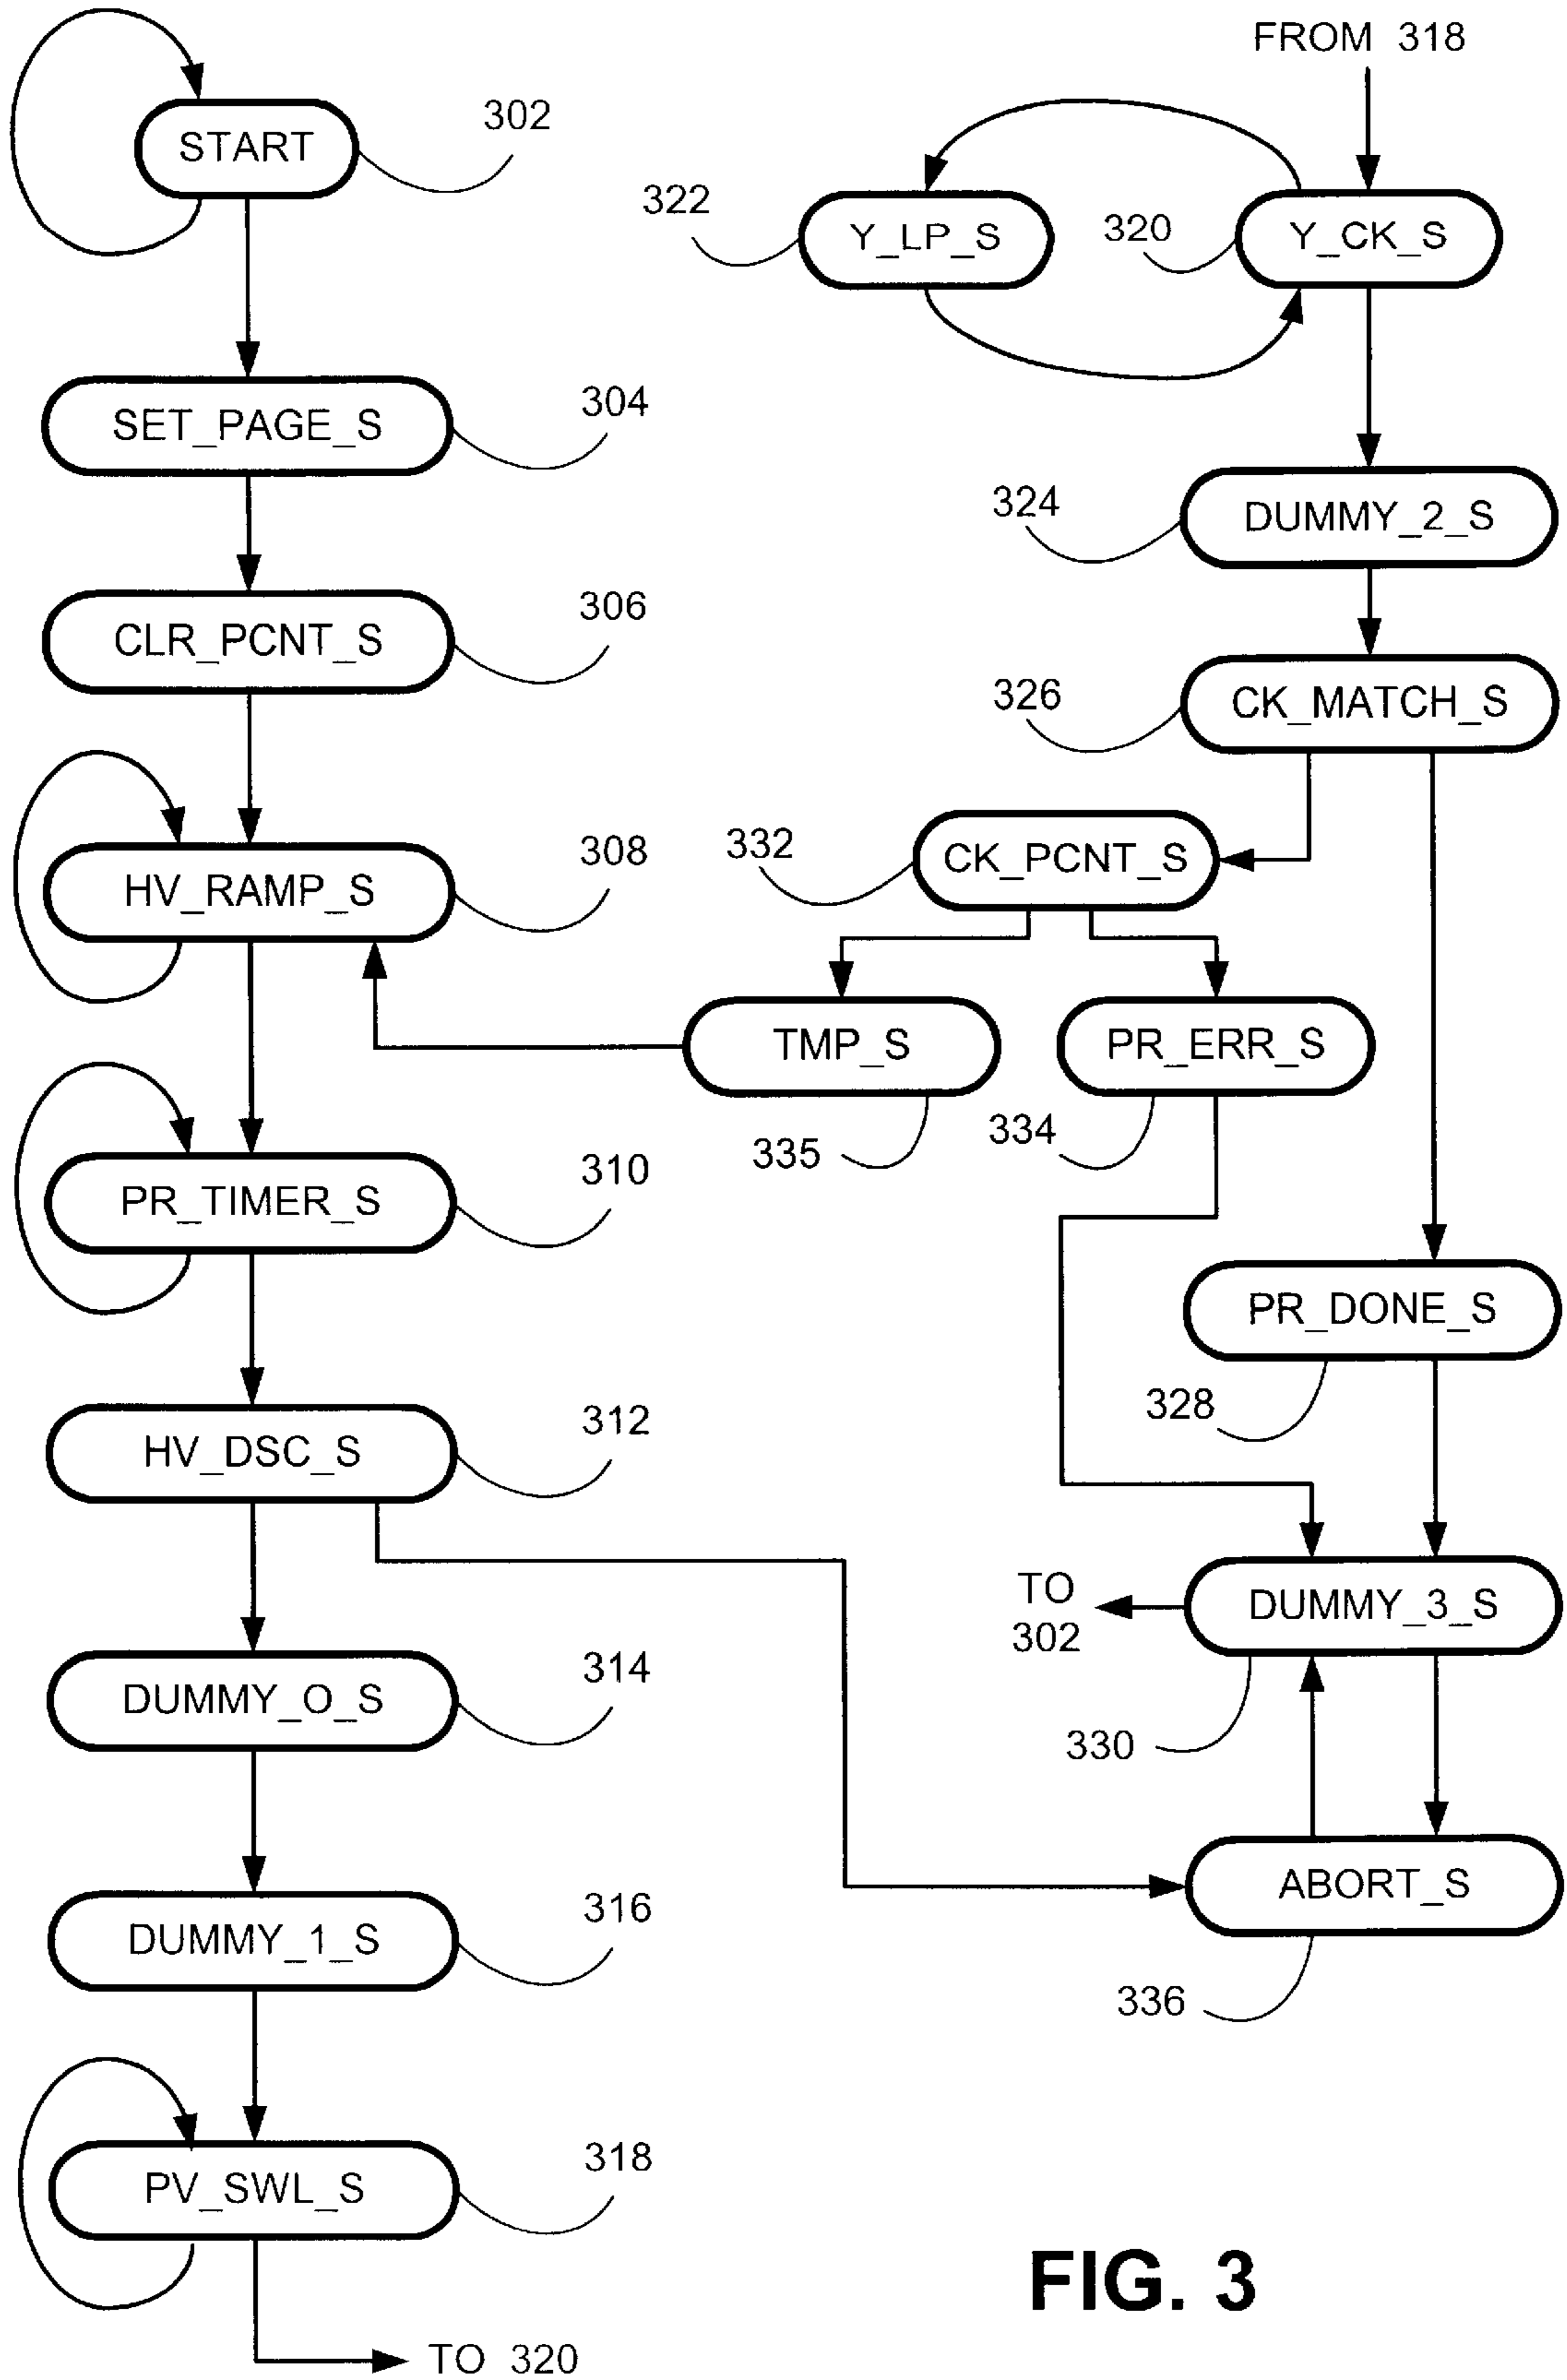 START
302
SET_PAGE_S
304
CLR_PCNT_S
306
HV_RAMP_S
308
PR_TIMER_S
310
HV_DSC_S
312
DUMMY_O_S
314
DUMMY_1_S
316
PV_SWL_S
318
TO 320
FROM 318
322
Y_LP_S
320
Y_CK_S
324
DUMMY_2_S
326
CK_MATCH_S
332
CK_PCNT_S
TMP_S
335
PR_ERR_S
334
PR_DONE_S
328
TO
302
DUMMY_3_S
330
ABORT_S
336
FIG. 3